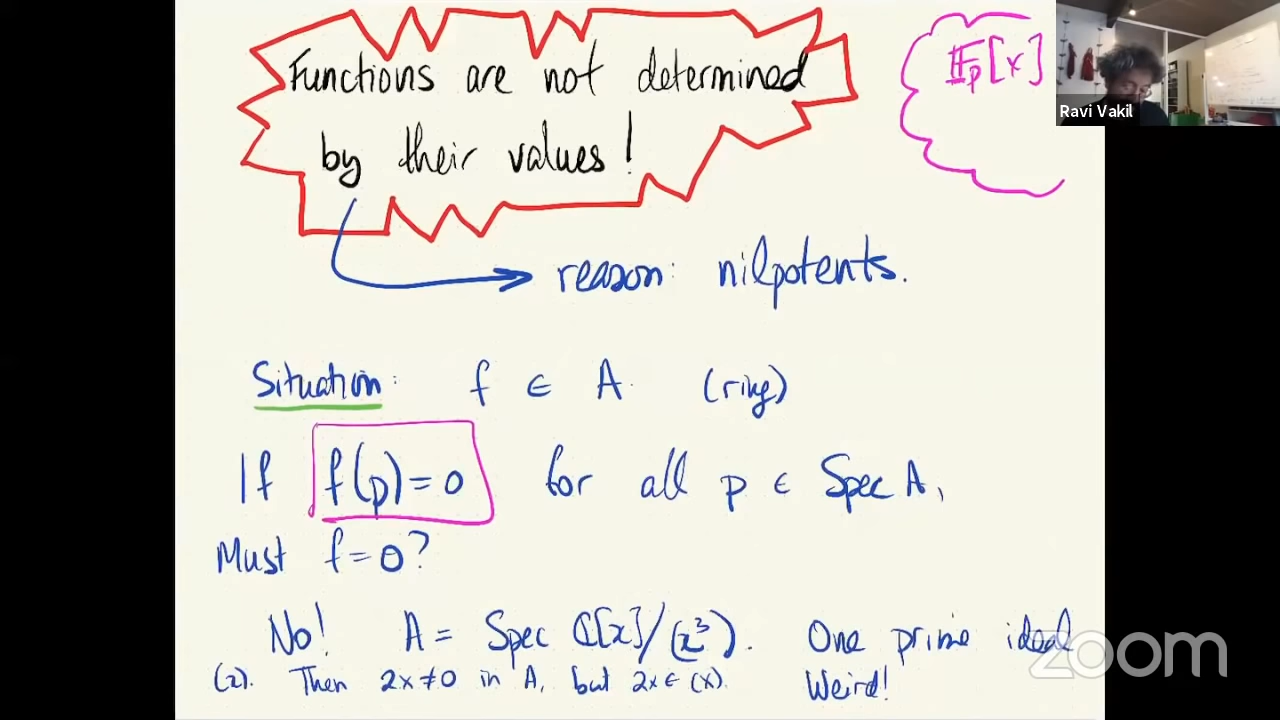 Functions are not determined
by their values!
𝔽p[x]
Ravi Vakil
reason: nilpotents.
Situation: f ∈ A. (ring)
If f(p)=0 for all p ∈ Spec A,
Must f=0?
No! A = Spec ℂ[x]/(x³). One prime ideal
(x). Then 2x≠0 in A, but 2x∈(x). Weird!
zoom